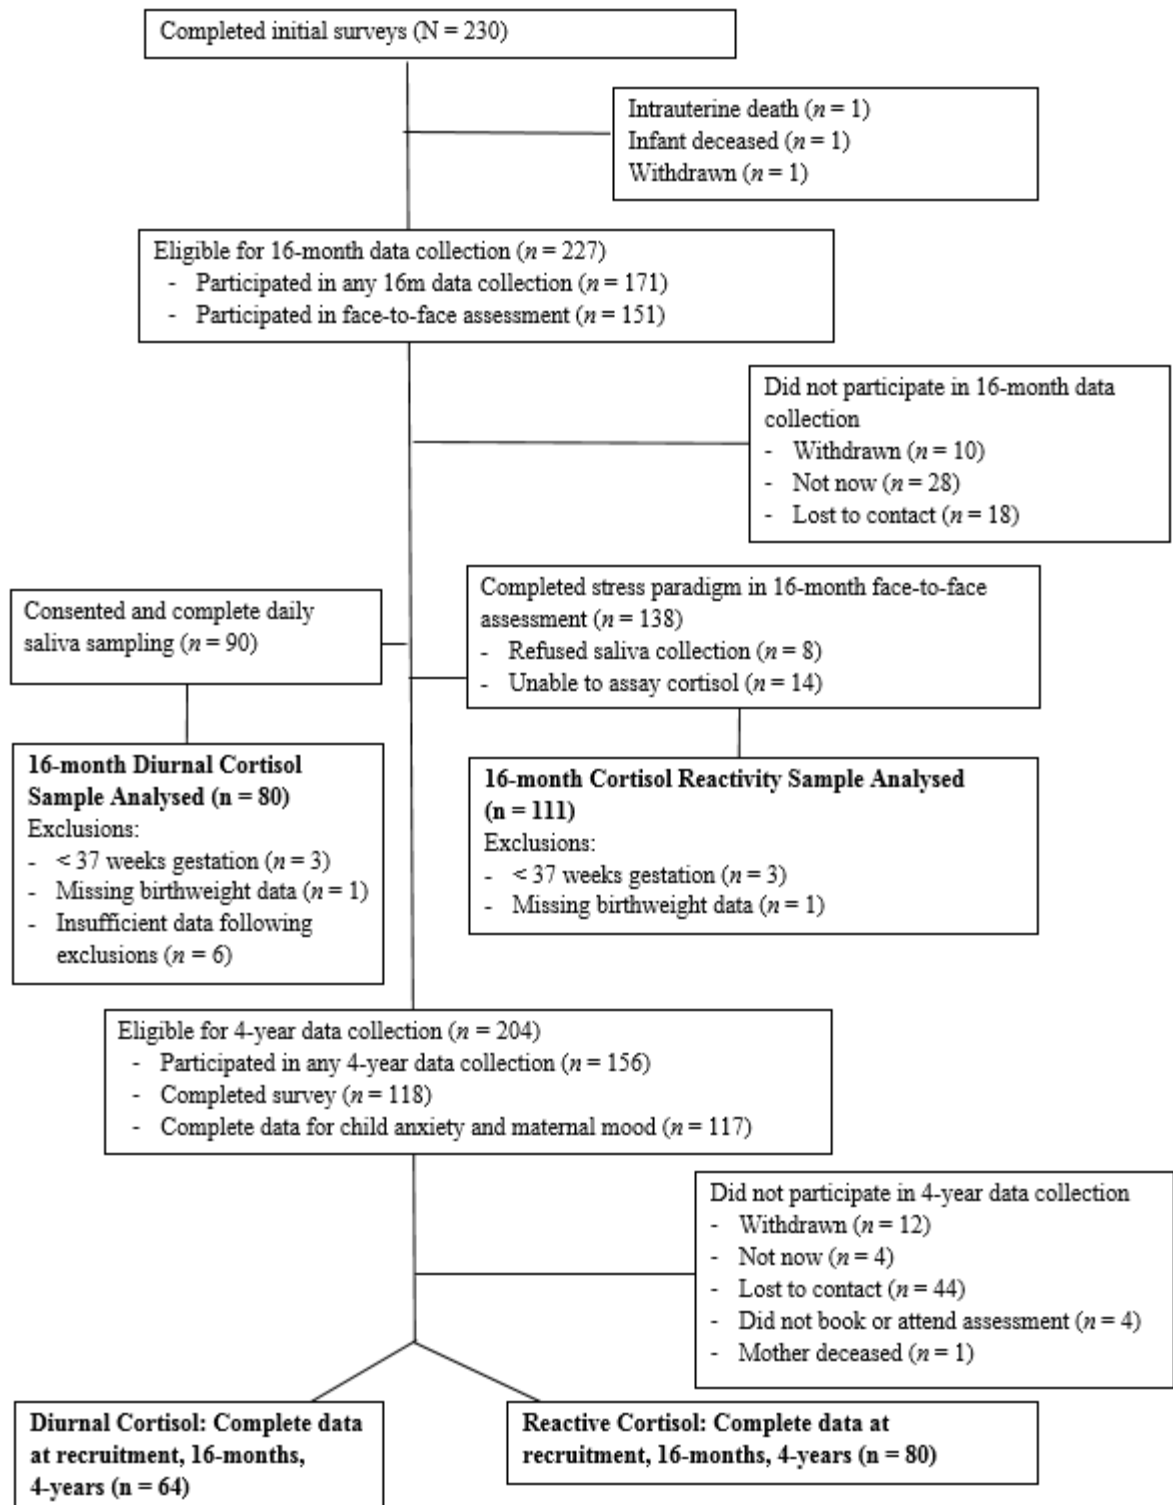 Completed initial surveys (N = 230)
Intrauterine death (n = 1)
Infant deceased (n = 1)
Withdrawn (n = 1)
Eligible for 16-month data collection (n = 227)
- Participated in any 16m data collection (n = 171)
- Participated in face-to-face assessment (n = 151)
Did not participate in 16-month data
collection
- Withdrawn (n = 10)
- Not now (n = 28)
- Lost to contact (n = 18)
Consented and complete daily
saliva sampling (n = 90)
Completed stress paradigm in 16-month face-to-face
assessment (n = 138)
- Refused saliva collection (n = 8)
- Unable to assay cortisol (n = 14)
16-month Diurnal Cortisol
Sample Analysed (n = 80)
Exclusions:
- < 37 weeks gestation (n = 3)
- Missing birthweight data (n = 1)
- Insufficient data following
exclusions (n = 6)
16-month Cortisol Reactivity Sample Analysed
(n = 111)
Exclusions:
- < 37 weeks gestation (n = 3)
- Missing birthweight data (n = 1)
Eligible for 4-year data collection (n = 204)
- Participated in any 4-year data collection (n = 156)
- Completed survey (n = 118)
- Complete data for child anxiety and maternal mood (n = 117)
Did not participate in 4-year data collection
- Withdrawn (n = 12)
- Not now (n = 4)
- Lost to contact (n = 44)
- Did not book or attend assessment (n = 4)
- Mother deceased (n = 1)
Diurnal Cortisol: Complete data
at recruitment, 16-months,
4-years (n = 64)
Reactive Cortisol: Complete data at
recruitment, 16-months, 4-years (n = 80)